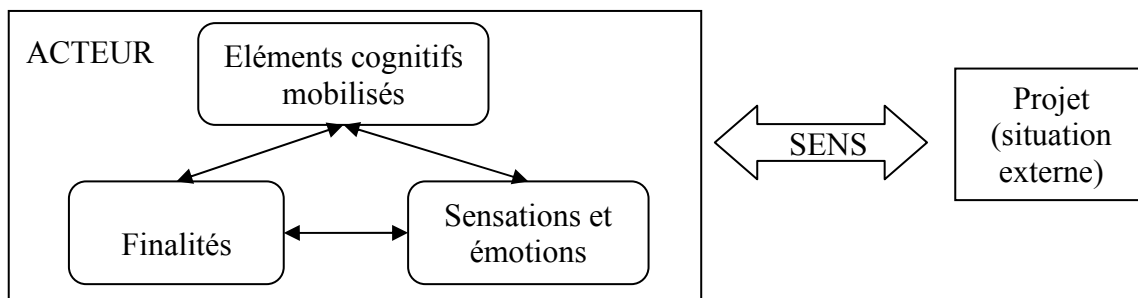 ACTEUR
Eléments cognitifs
mobilisés
Finalités
Sensations et
émotions
SENS
Projet
(situation
externe)